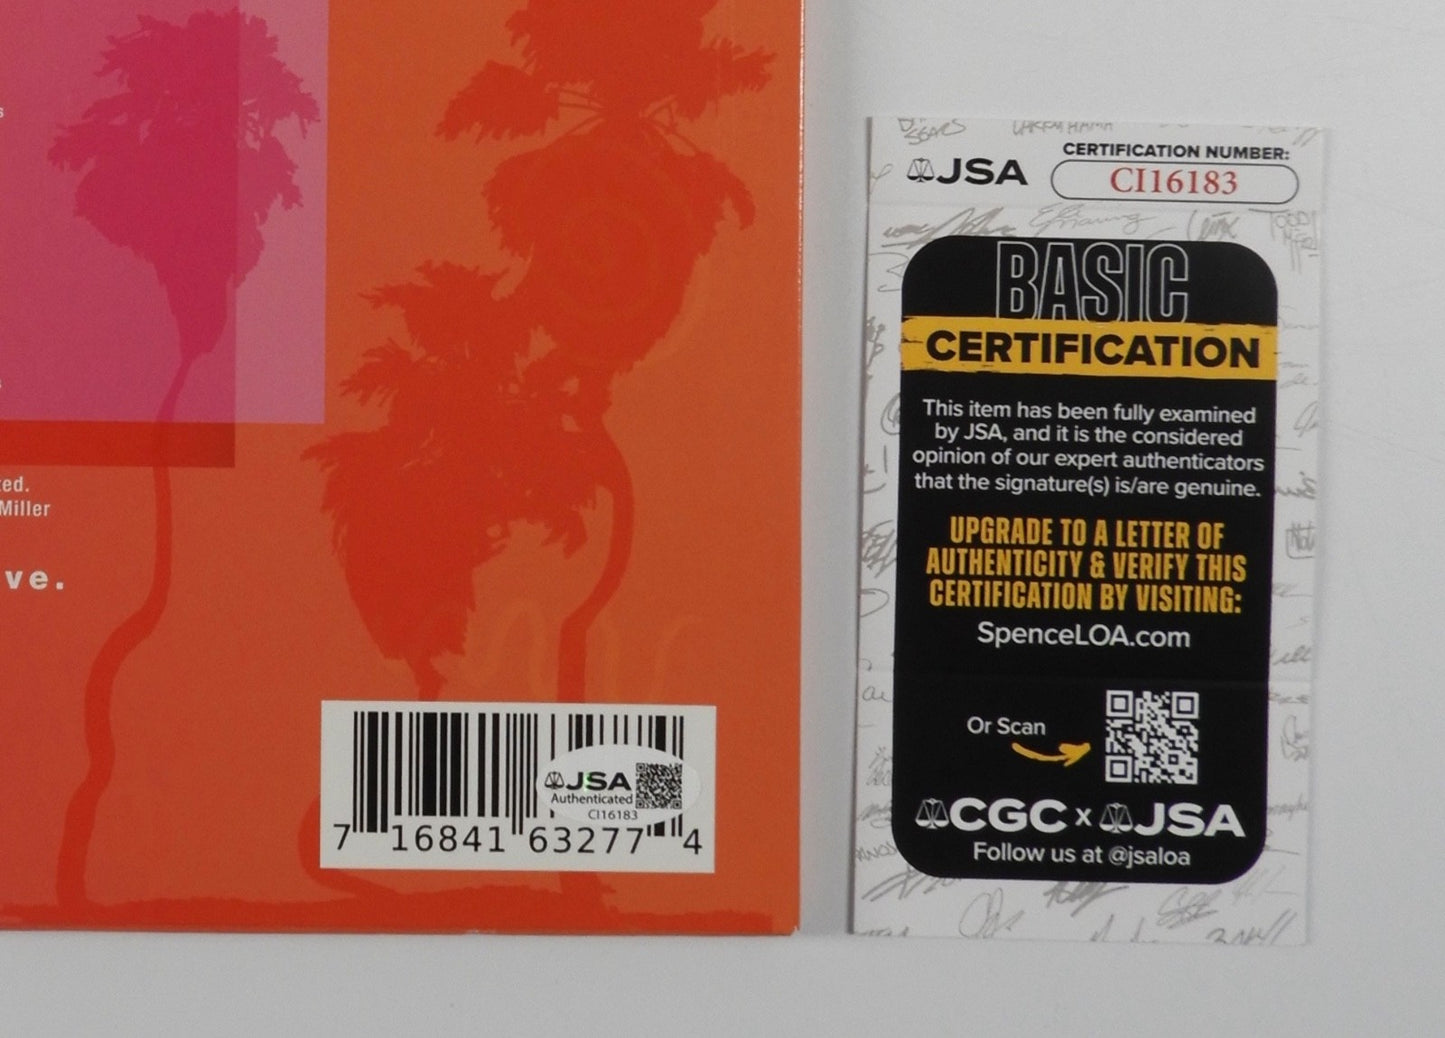 ted.
Miller
ve.
JSA
Authenticated
CI16183
7 16841 63277 4
JSA
CERTIFICATION NUMBER:
CI16183
BASIC
CERTIFICATION
This item has been fully examined
by JSA, and it is the considered
opinion of our expert authenticators
that the signature(s) is/are genuine.
UPGRADE TO A LETTER OF
AUTHENTICITY & VERIFY THIS
CERTIFICATION BY VISITING:
SpenceLOA.com
Or Scan
CGC x JSA
Follow us at @jsaloa